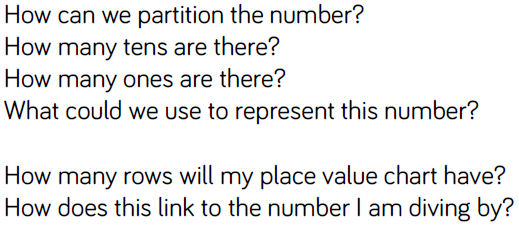 How can we partition the number?
How many tens are there?
How many ones are there?
What could we use to represent this number?
How many rows will my place value chart have?
How does this link to the number I am diving by?